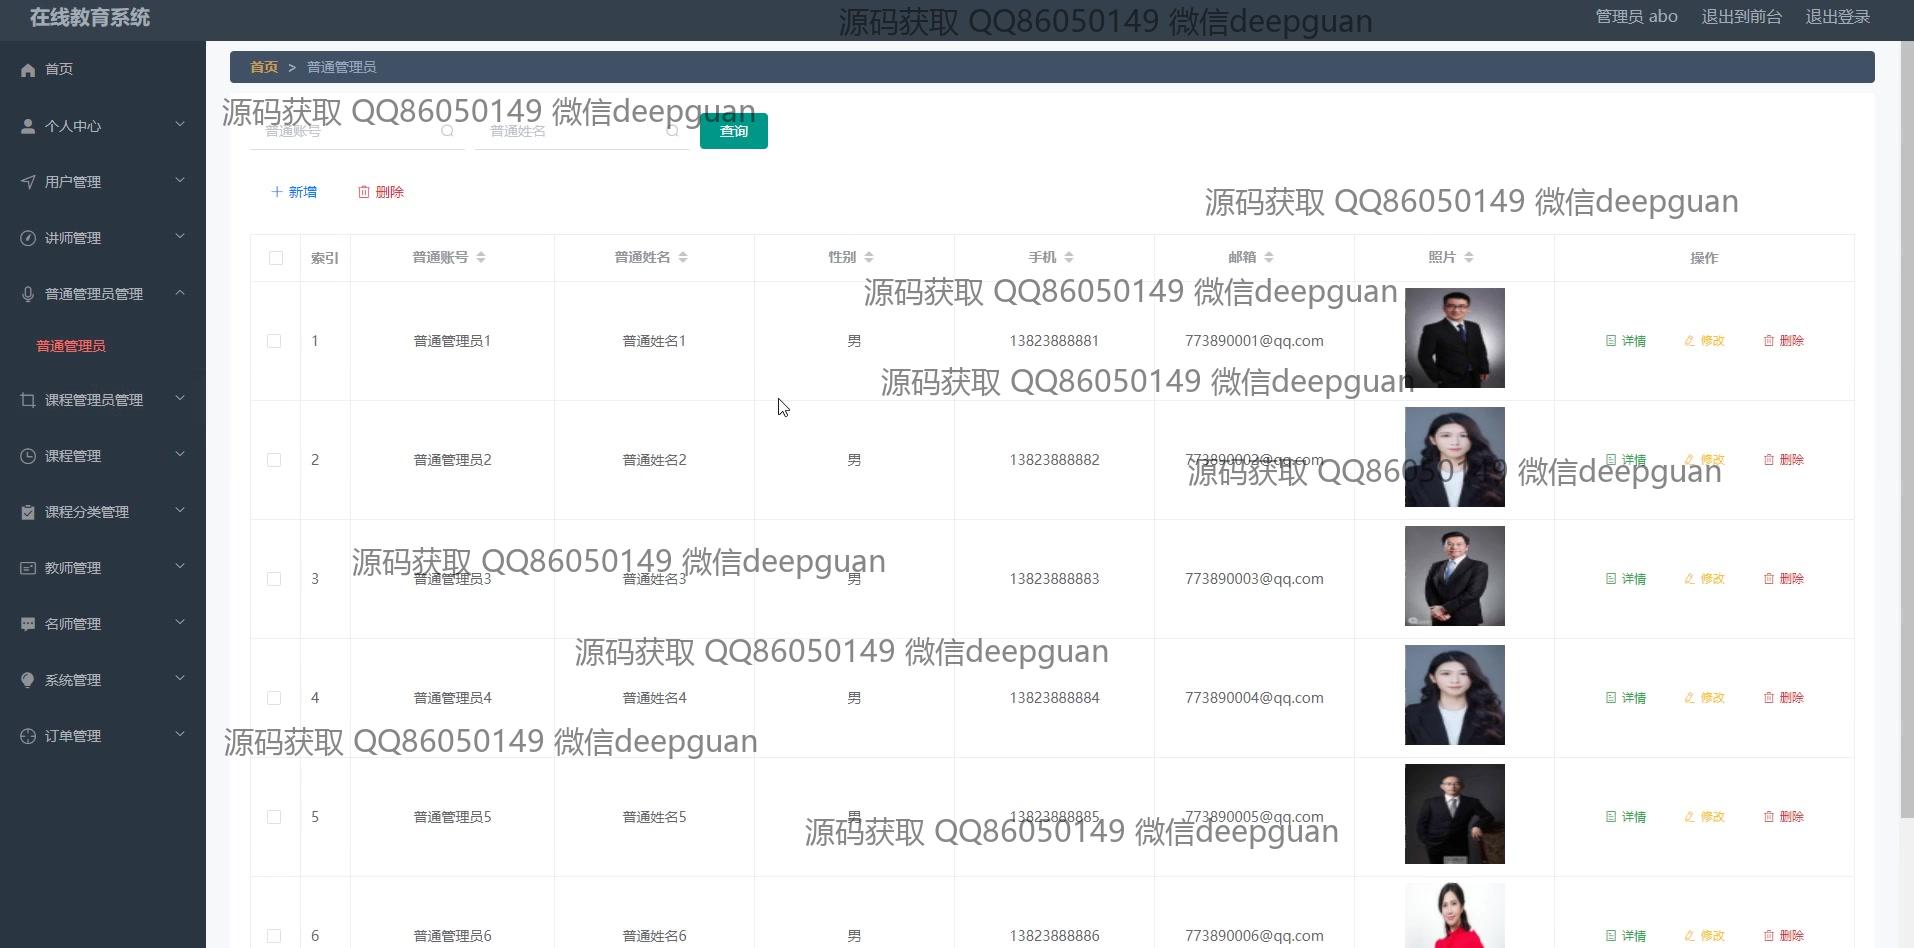 在线教育系统
源码获取 QQ86050149 微信deepguan
管理员 abo 退出到前台 退出登录
首页
个人中心
用户管理
讲师管理
普通管理员管理
普通管理员
课程管理员管理
课程管理
课程分类管理
教师管理
名师管理
系统管理
订单管理
首页 > 普通管理员
源码获取 QQ86050149 微信deepguan
普通账号 普通姓名 查询
新增 删除
源码获取 QQ86050149 微信deepguan
索引 普通账号 普通姓名 性别 手机 邮箱 照片 操作
源码获取 QQ86050149 微信deepguan
1 普通管理员1 普通姓名1 男 13823888881 773890001@qq.com 详情 修改 删除
源码获取 QQ86050149 微信deepguan
2 普通管理员2 普通姓名2 男 13823888882 773890002@qq.com 详情 修改 删除
源码获取 QQ86050149 微信deepguan
源码获取 QQ86050149 微信deepguan
3 普通管理员3 普通姓名3 男 13823888883 773890003@qq.com 详情 修改 删除
源码获取 QQ86050149 微信deepguan
4 普通管理员4 普通姓名4 男 13823888884 773890004@qq.com 详情 修改 删除
源码获取 QQ86050149 微信deepguan
5 普通管理员5 普通姓名5 男 13823888885 773890005@qq.com 详情 修改 删除
源码获取 QQ86050149 微信deepguan
6 普通管理员6 普通姓名6 男 13823888886 773890006@qq.com 详情 修改 删除